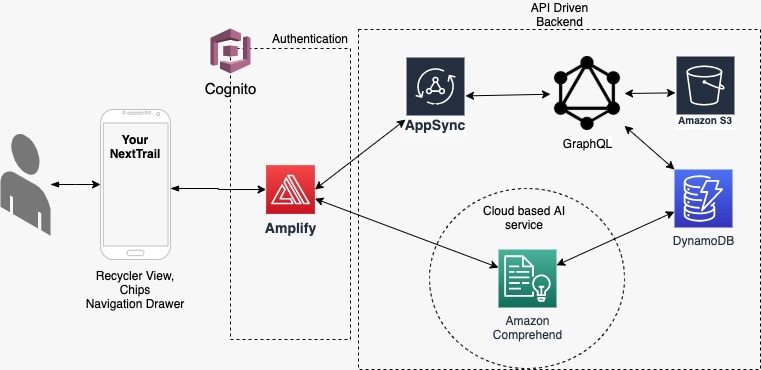 API Driven
Backend
Authentication
Cognito
AppSync
GraphQL
Amazon S3
Your
NextTrail
Amplify
Cloud based AI
service
DynamoDB
Recycler View,
Chips
Navigation Drawer
Amazon
Comprehend